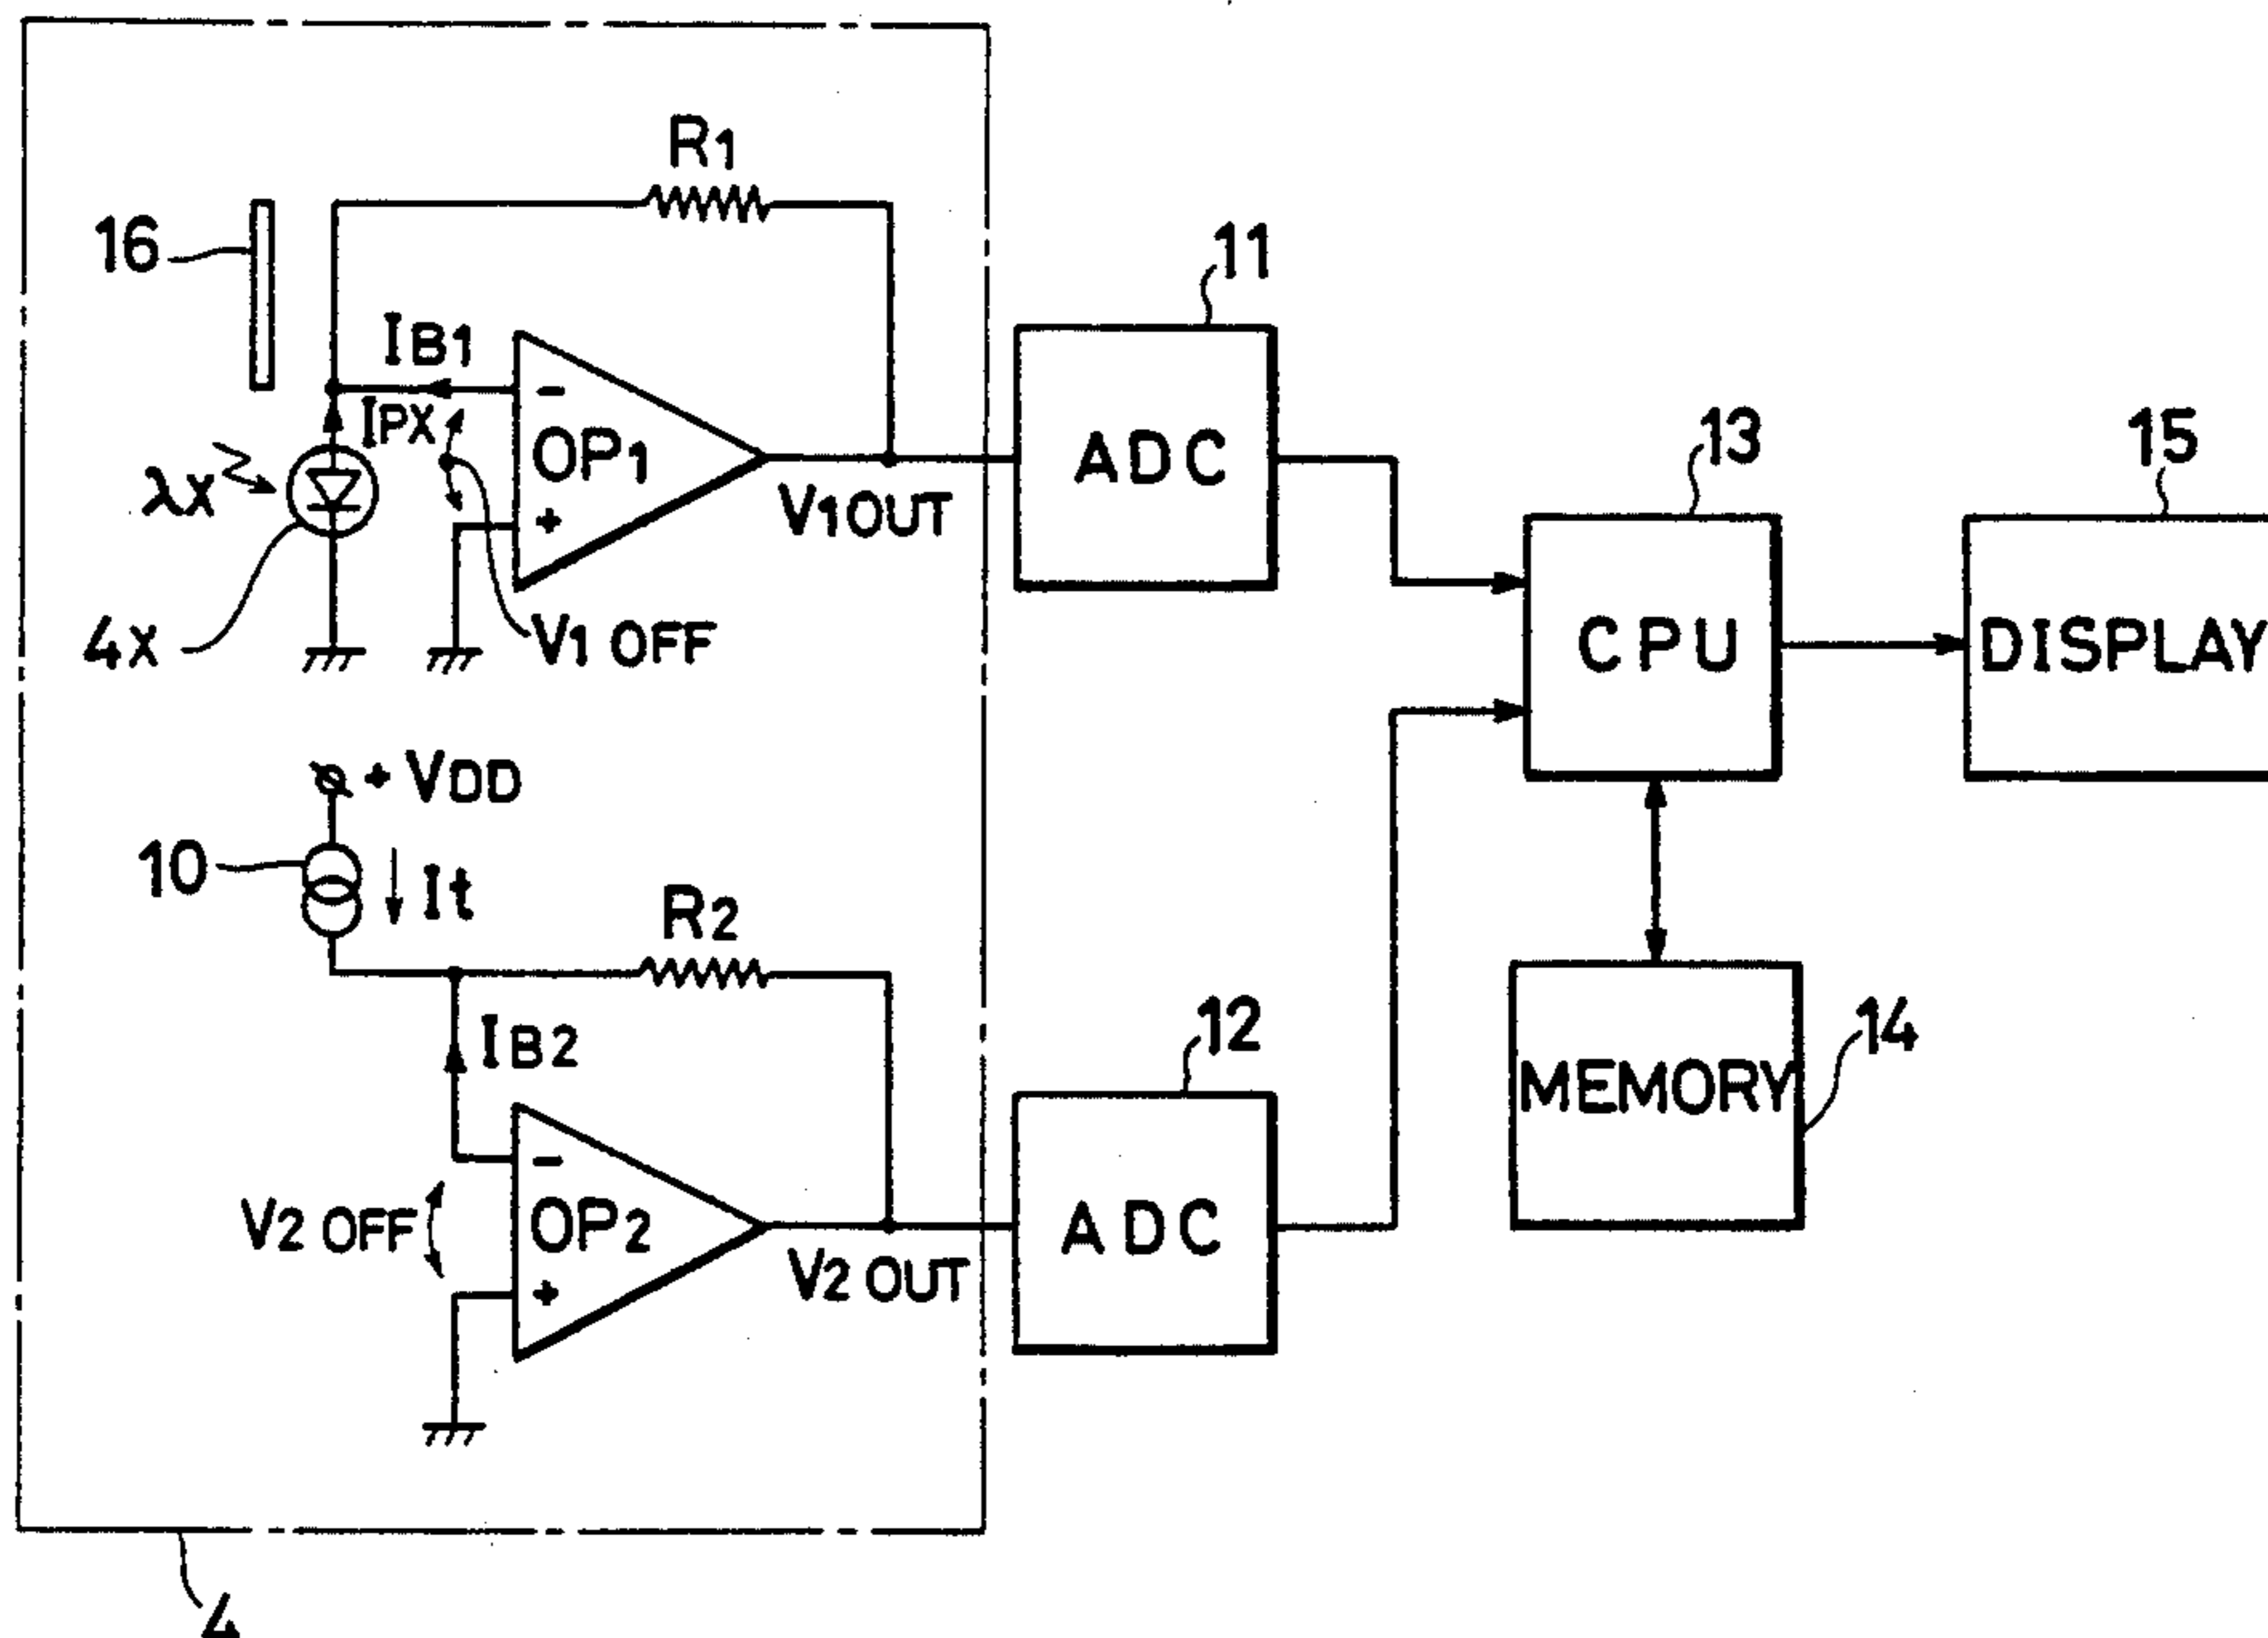 R1
16
11
IB1
IPX
-
OP1
+
ADC
13
15
λx
V1OUT
4x
V1 OFF
CPU
DISPLAY
+ VDD
10
It
R2
IB2
12
14
MEMORY
-
V2 OFF
OP2
+
ADC
V2 OUT
4